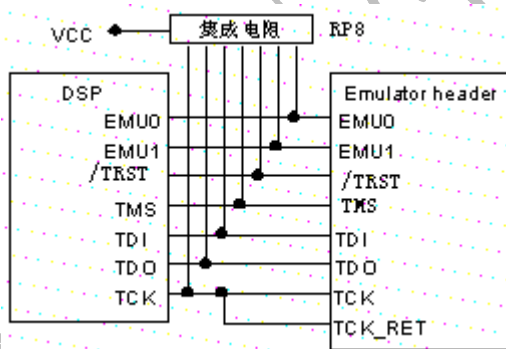 VCC 集成电阻 RP8
DSP Emulator header
EMU0 EMU0
EMU1 EMU1
/TRST /TRST
TMS TMS
TDI TDI
TDO TDO
TCK TCK
TCK_RET